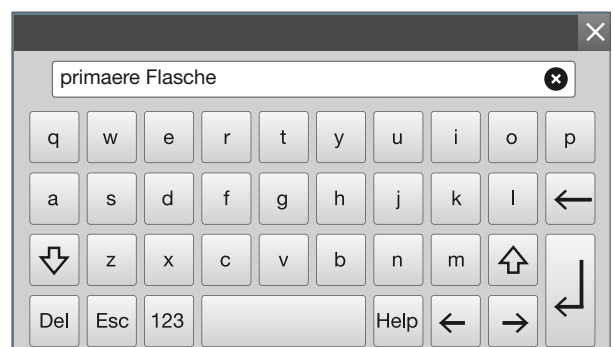 primaere Flasche
q w e r t y u i o p
a s d f g h j k l
z x c v b n m
Del Esc 123 Help